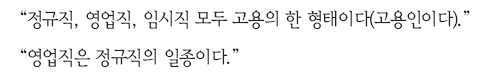 “정규직, 영업직, 임시직 모두 고용의 한 형태이다(고용인이다).”
“영업직은 정규직의 일종이다.”